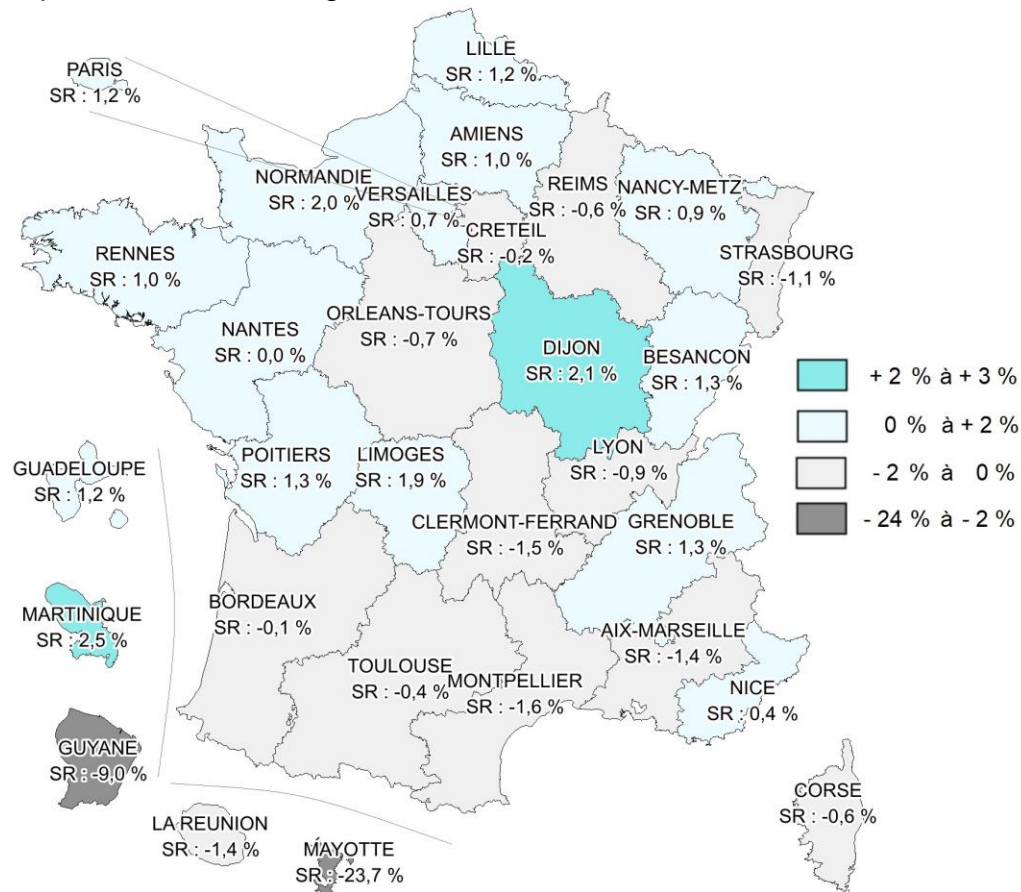 LILLE
SR : 1,2 %
PARIS
SR : 1,2 %
AMIENS
SR : 1,0 %
REIMS
SR : -0,6 %
NANCY-METZ
SR : 0,9 %
NORMANDIE
SR : 2,0 %
VERSAILLES
SR : 0,7 %
CRETEIL
SR : -0,2 %
STRASBOURG
SR : -1,1 %
RENNES
SR : 1,0 %
ORLEANS-TOURS
SR : -0,7 %
NANTES
SR : 0,0 %
DIJON
SR : 2,1 %
BESANCON
SR : 1,3 %
+ 2 % à + 3 %
0 % à + 2 %
- 2 % à 0 %
- 24 % à - 2 %
GUADELOUPE
SR : 1,2 %
POITIERS
SR : 1,3 %
LIMOGES
SR : 1,9 %
LYON
SR : -0,9 %
CLERMONT-FERRAND
SR : -1,5 %
GRENOBLE
SR : 1,3 %
MARTINIQUE
SR : 2,5 %
BORDEAUX
SR : -0,1 %
AIX-MARSEILLE
SR : -1,4 %
TOULOUSE
SR : -0,4 %
MONTPELLIER
SR : -1,6 %
NICE
SR : 0,4 %
GUYANE
SR : -9,0 %
CORSE
SR : -0,6 %
LA REUNION
SR : -1,4 %
MAYOTTE
SR : -23,7 %